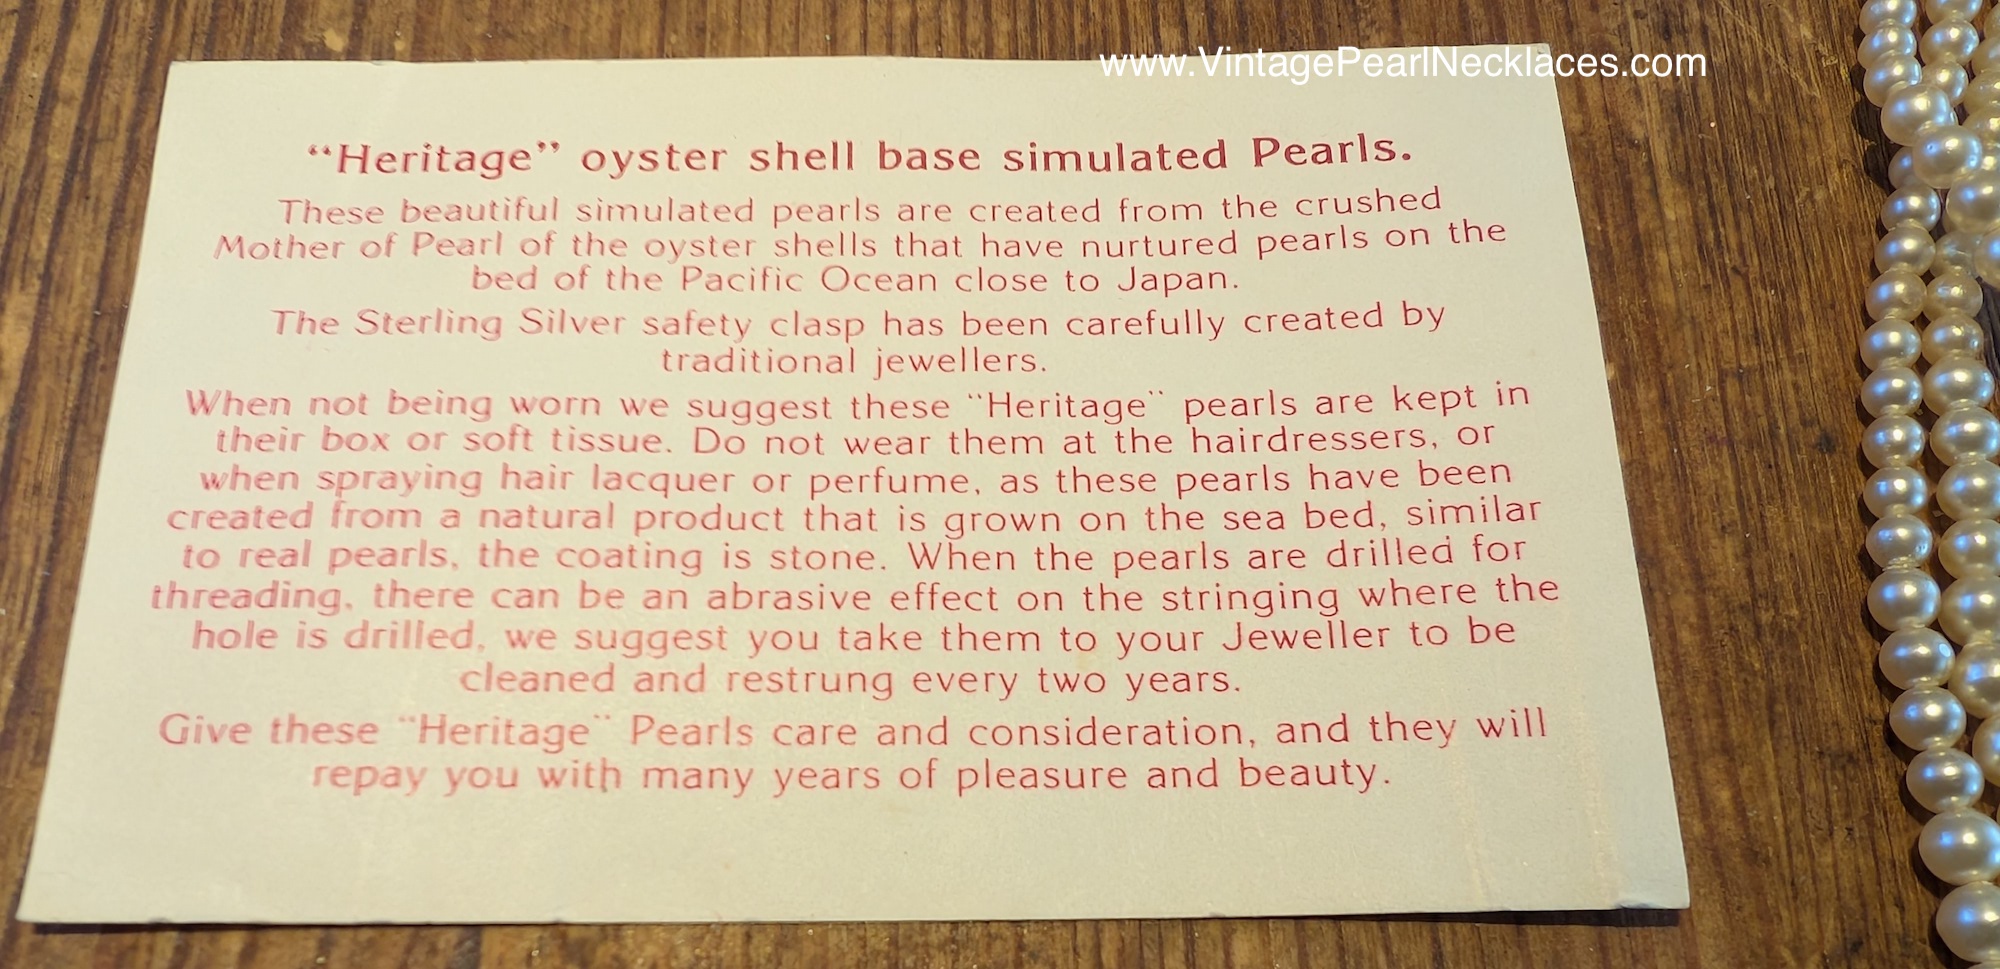 www.VintagePearlNecklaces.com
“Heritage” oyster shell base simulated Pearls.
These beautiful simulated pearls are created from the crushed
Mother of Pearl of the oyster shells that have nurtured pearls on the
bed of the Pacific Ocean close to Japan.
The Sterling Silver safety clasp has been carefully created by
traditional jewellers.
When not being worn we suggest these "Heritage" pearls are kept in
their box or soft tissue. Do not wear them at the hairdressers, or
when spraying hair lacquer or perfume, as these pearls have been
created from a natural product that is grown on the sea bed, similar
to real pearls, the coating is stone. When the pearls are drilled for
threading, there can be an abrasive effect on the stringing where the
hole is drilled, we suggest you take them to your Jeweller to be
cleaned and restrung every two years.
Give these "Heritage" Pearls care and consideration, and they will
repay you with many years of pleasure and beauty.